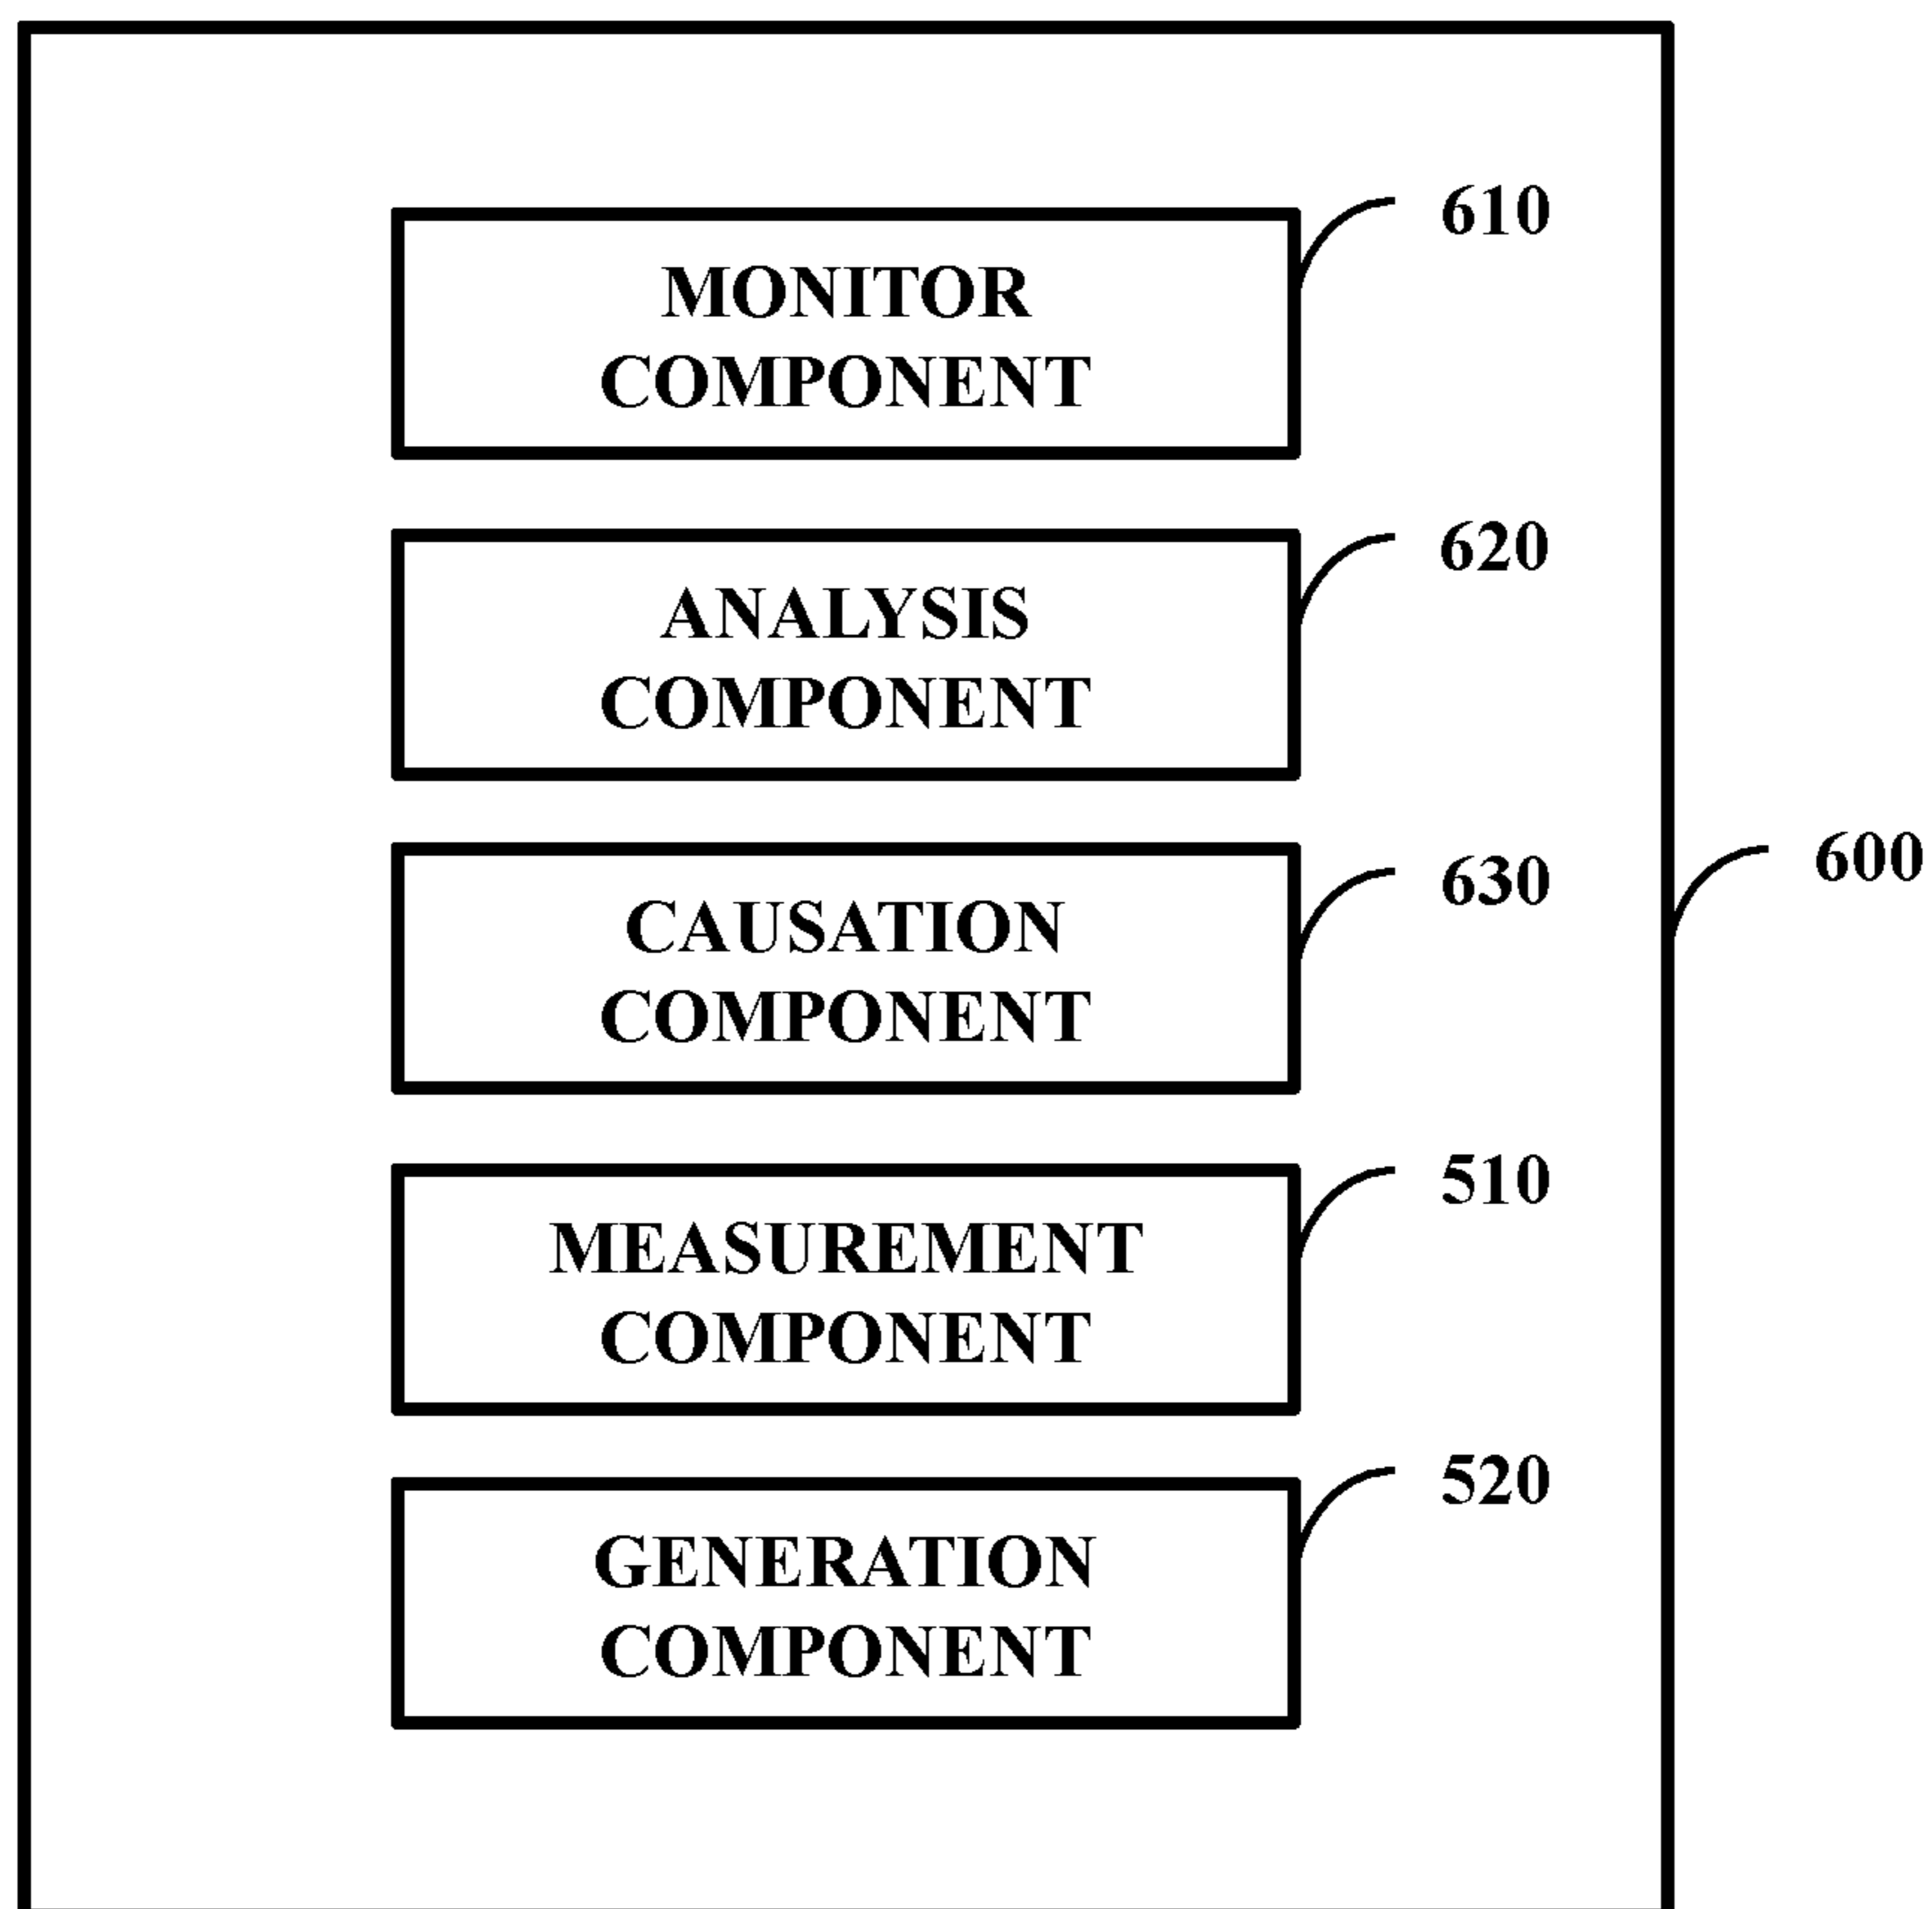 610
MONITOR
COMPONENT
620
ANALYSIS
COMPONENT
630
CAUSATION
COMPONENT
600
510
MEASUREMENT
COMPONENT
520
GENERATION
COMPONENT